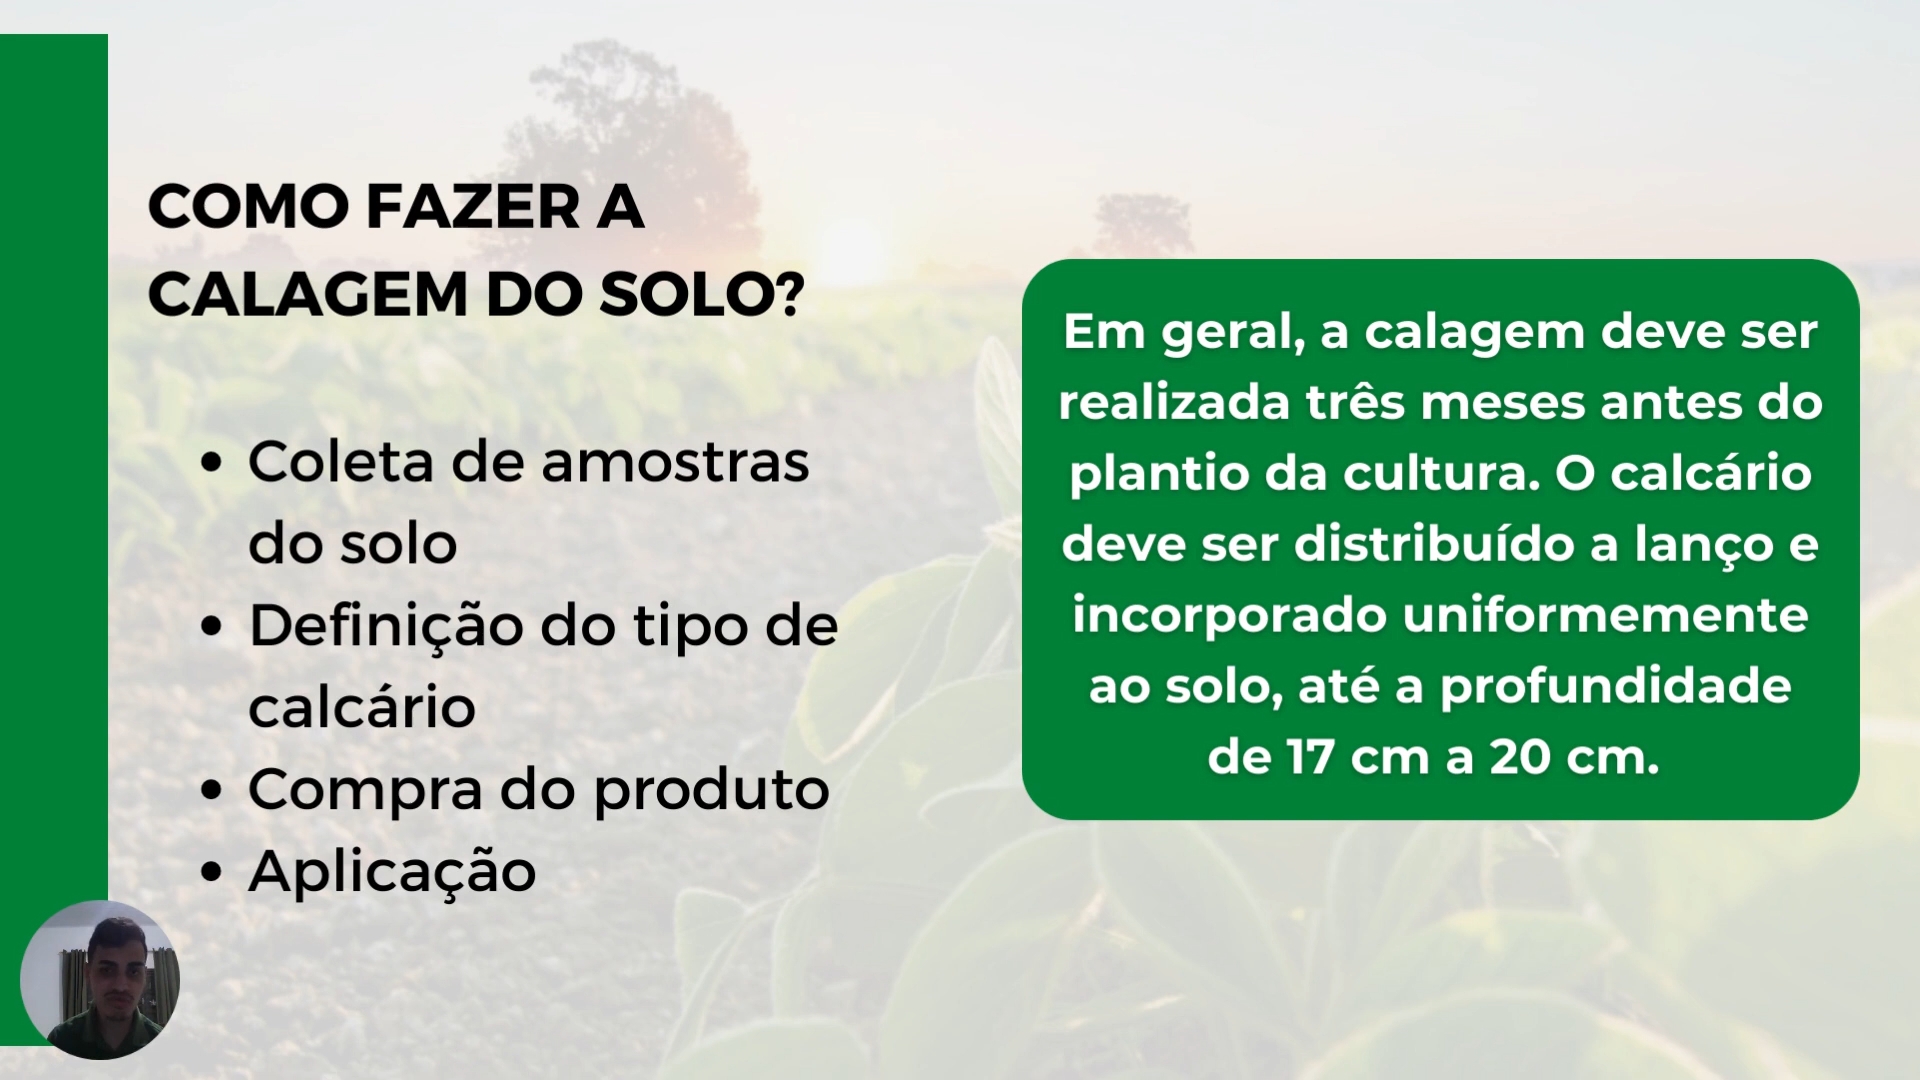 COMO FAZER A
CALAGEM DO SOLO?
• Coleta de amostras
do solo
• Definição do tipo de
calcário
• Compra do produto
• Aplicação
Em geral, a calagem deve ser
realizada três meses antes do
plantio da cultura. O calcário
deve ser distribuído a lanço e
incorporado uniformemente
ao solo, até a profundidade
de 17 cm a 20 cm.